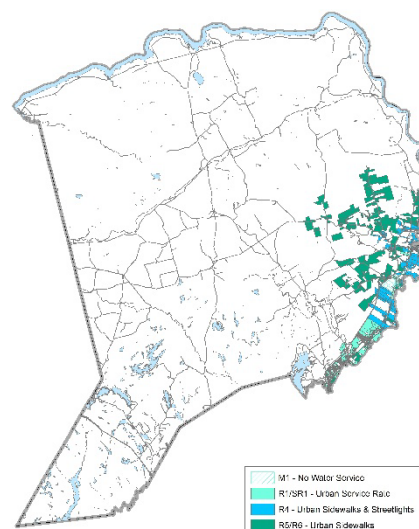 M1 - No Water Service
R1/SR1 - Urban Service Rate
R4 - Urban Sidewalks & Streetlights
R5/R6 - Urban Sidewalks